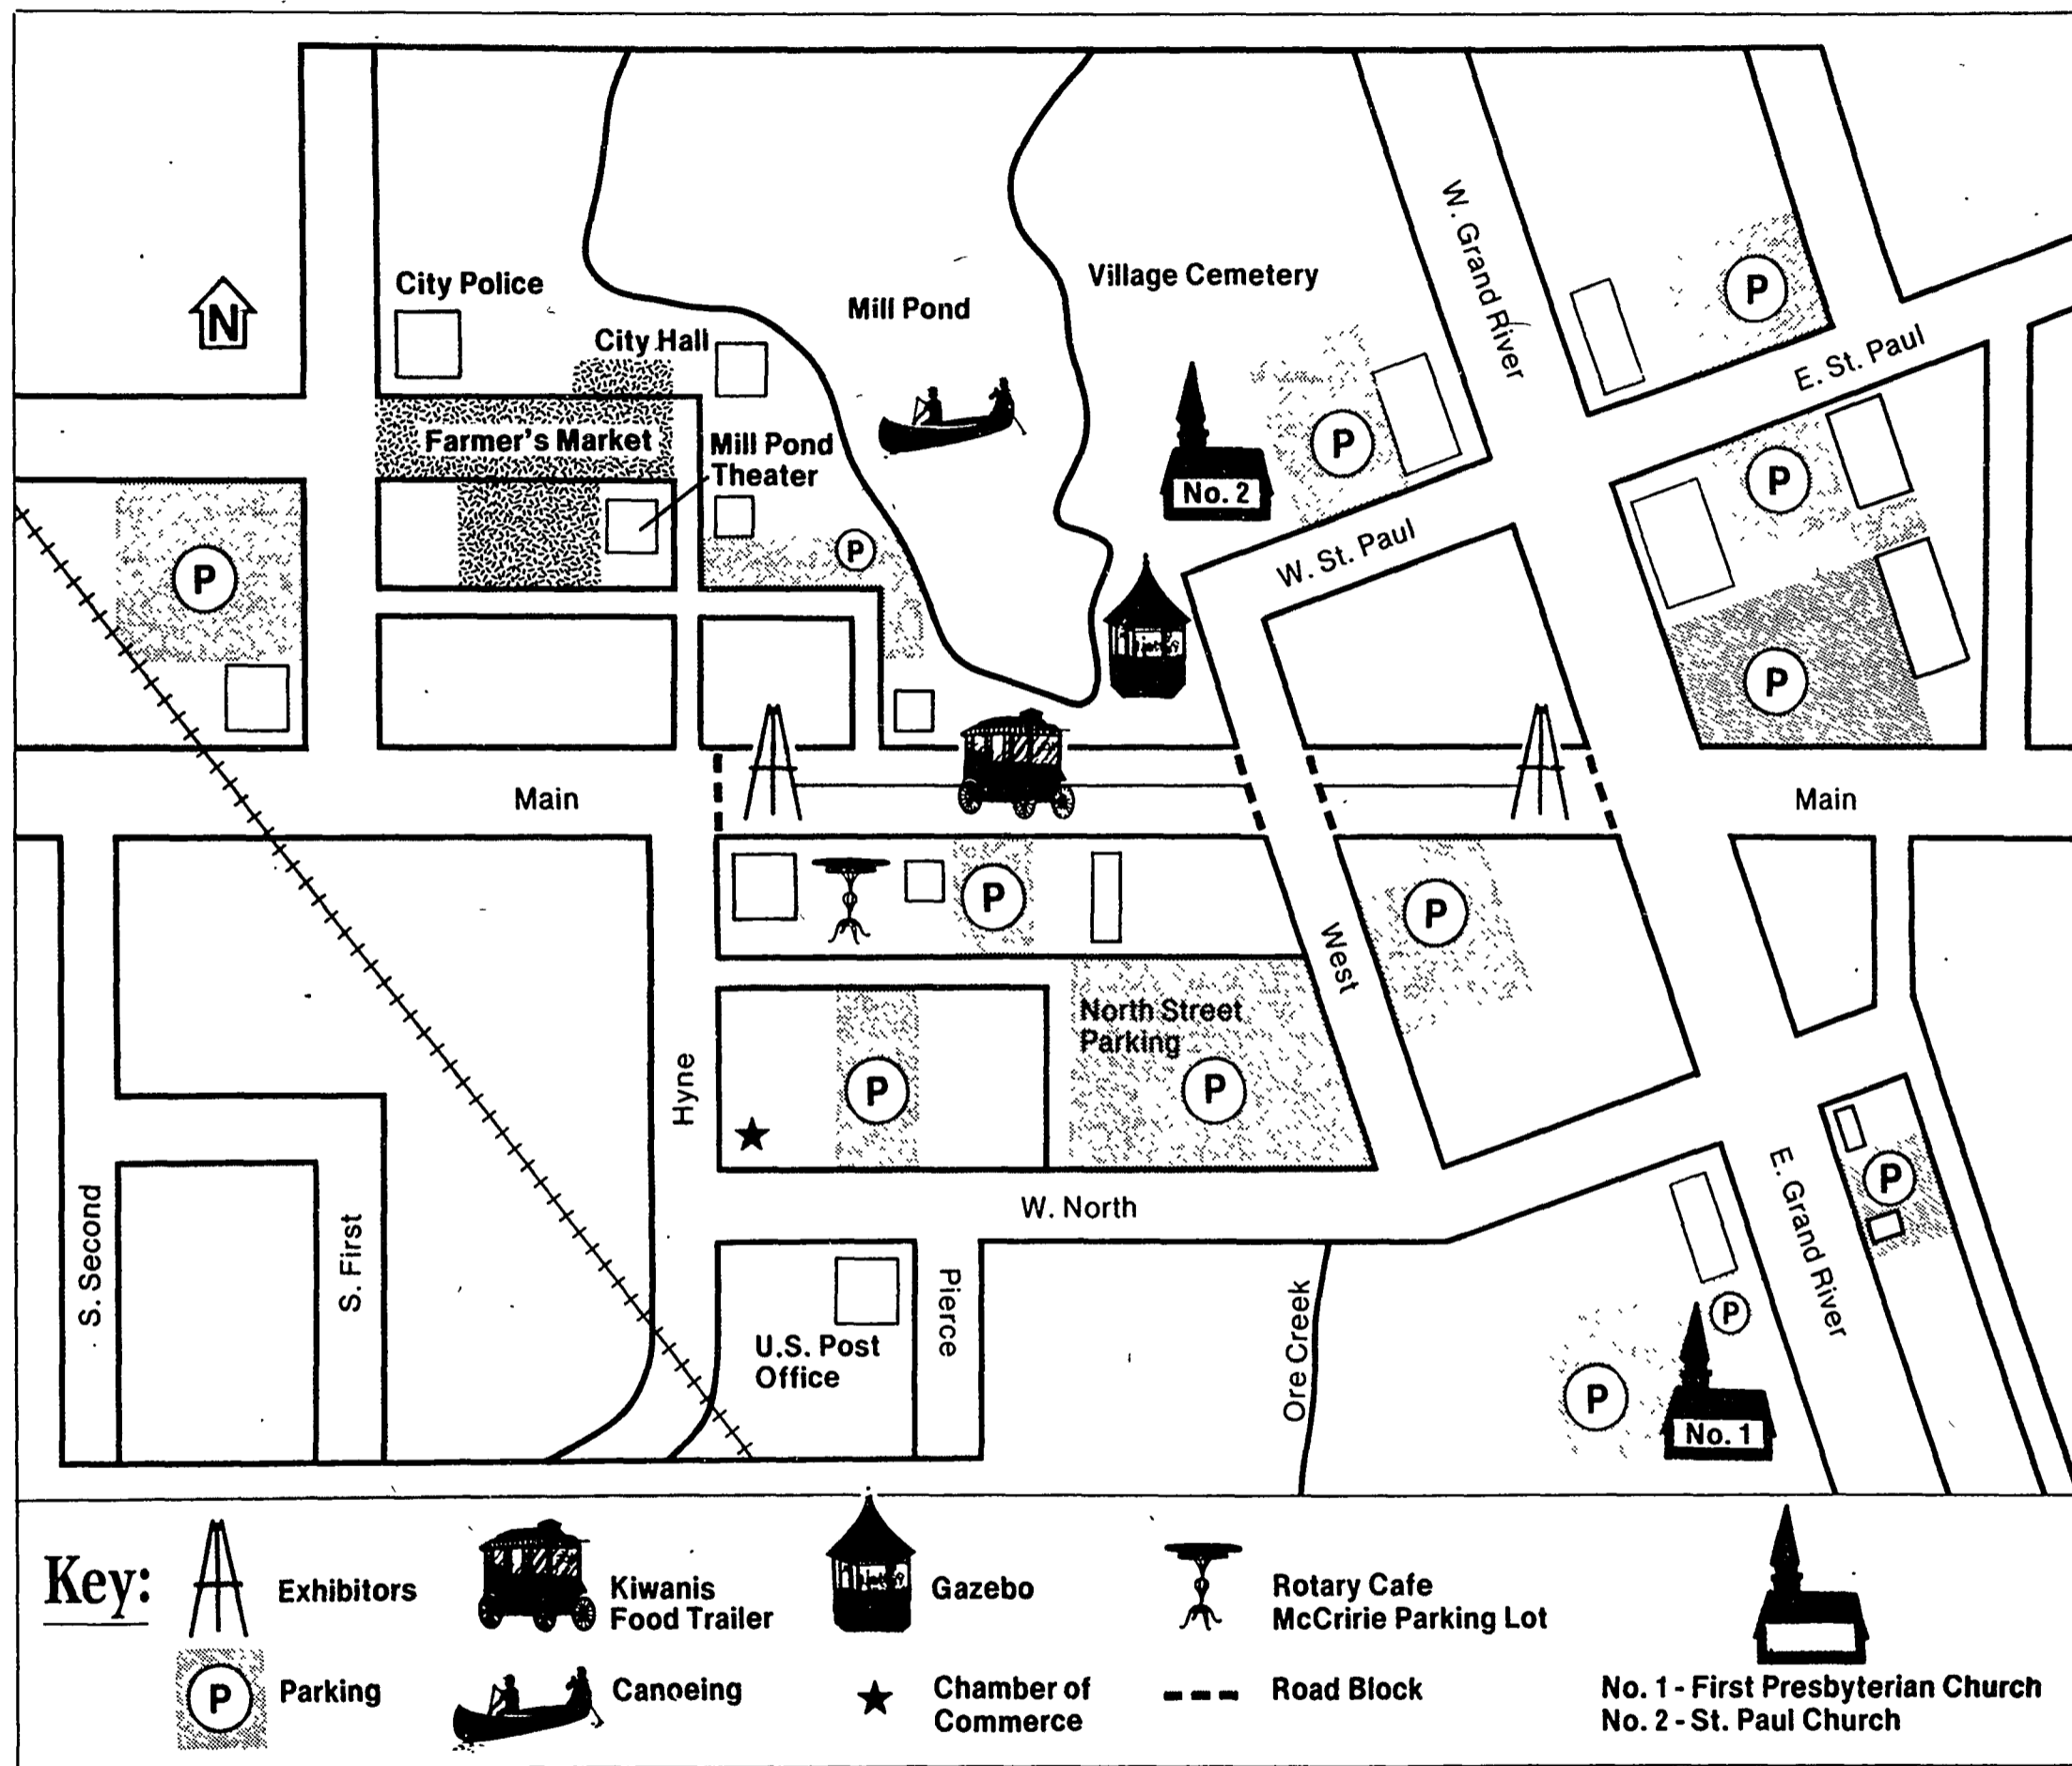 W. Grand River
P
City Police
Village Cemetery
N
Mill Pond
City Hall
E. St. Paul
Farmer's Market
Mill Pond
Theater
P
P
No. 2
P
W. St. Paul
P
P
P
Main
Main
P
P
West
North Street
Parking
P
P
Hyne
W. North
P
E. Grand River
S. Second
S. First
Pierce
Ore Creek
U.S. Post
Office
P
P
No. 1
Key:
Exhibitors
Kiwanis
Food Trailer
Gazebo
Rotary Cafe
McCririe Parking Lot
P
Parking
Canoeing
Chamber of
Commerce
Road Block
No. 1 - First Presbyterian Church
No. 2 - St. Paul Church